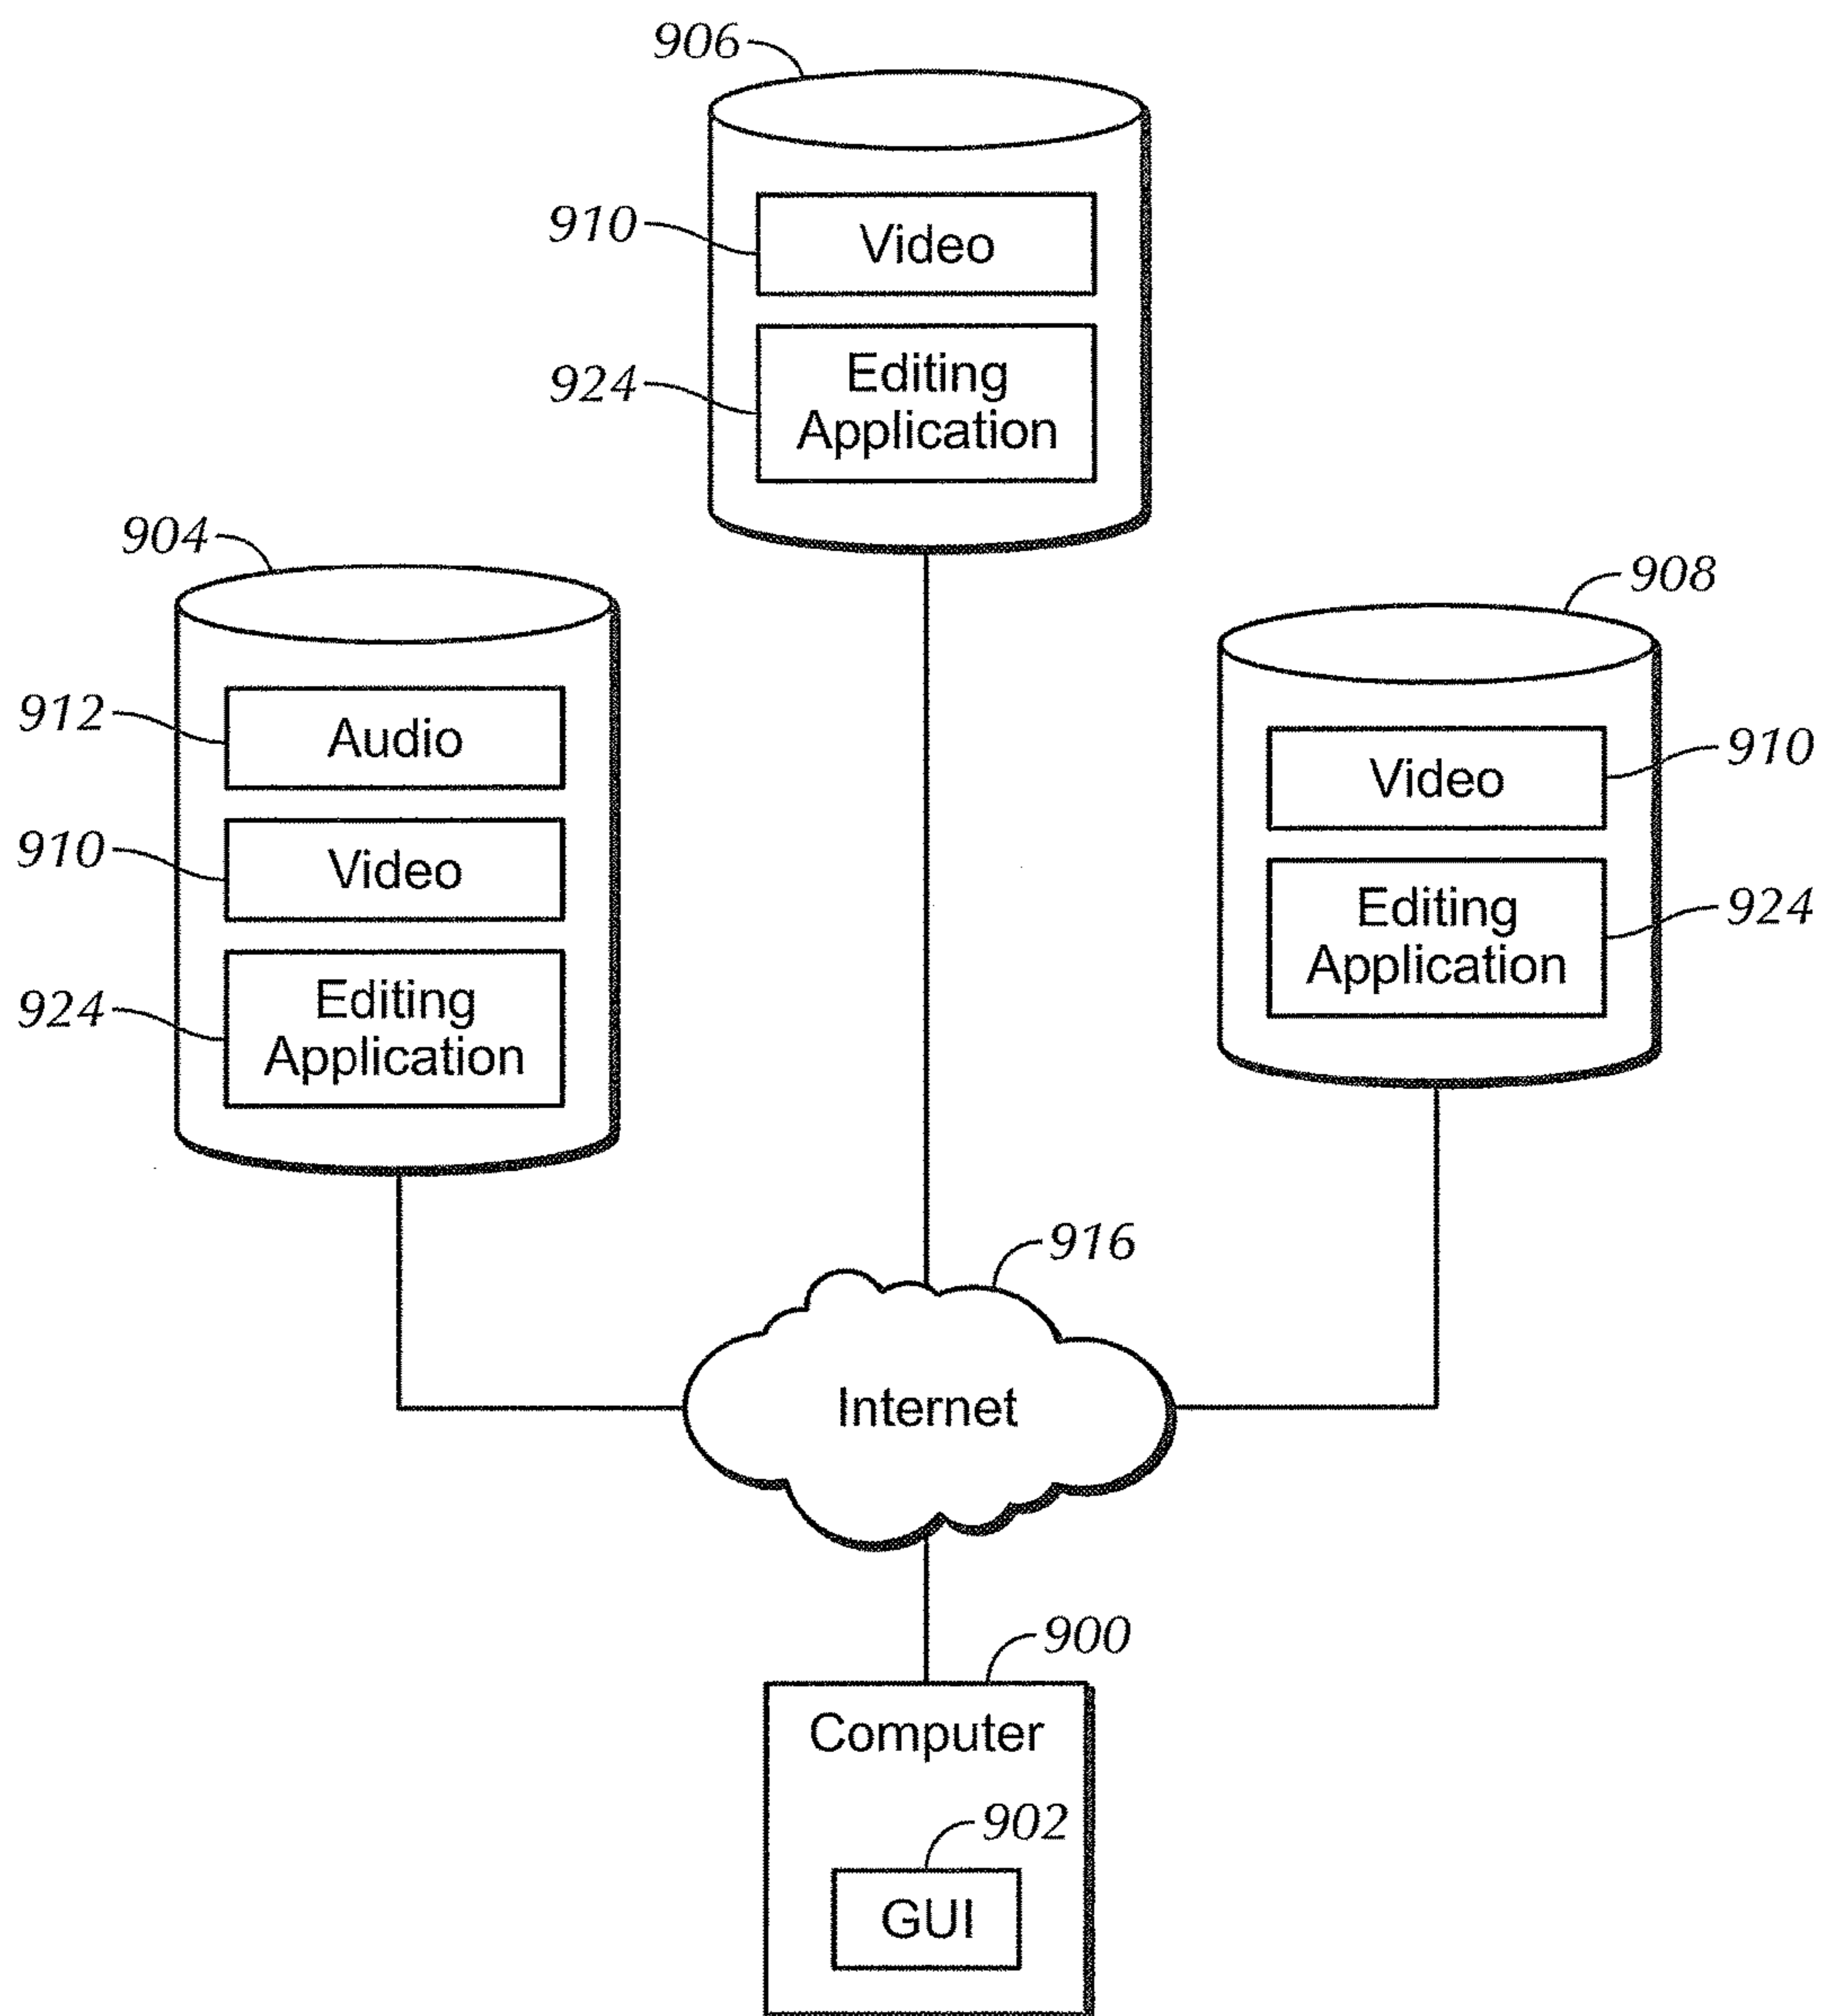 906
910
Video
924
Editing
Application
904
912
Audio
910
Video
924
Editing
Application
908
Video
910
Editing
Application
924
916
Internet
900
Computer
902
GUI